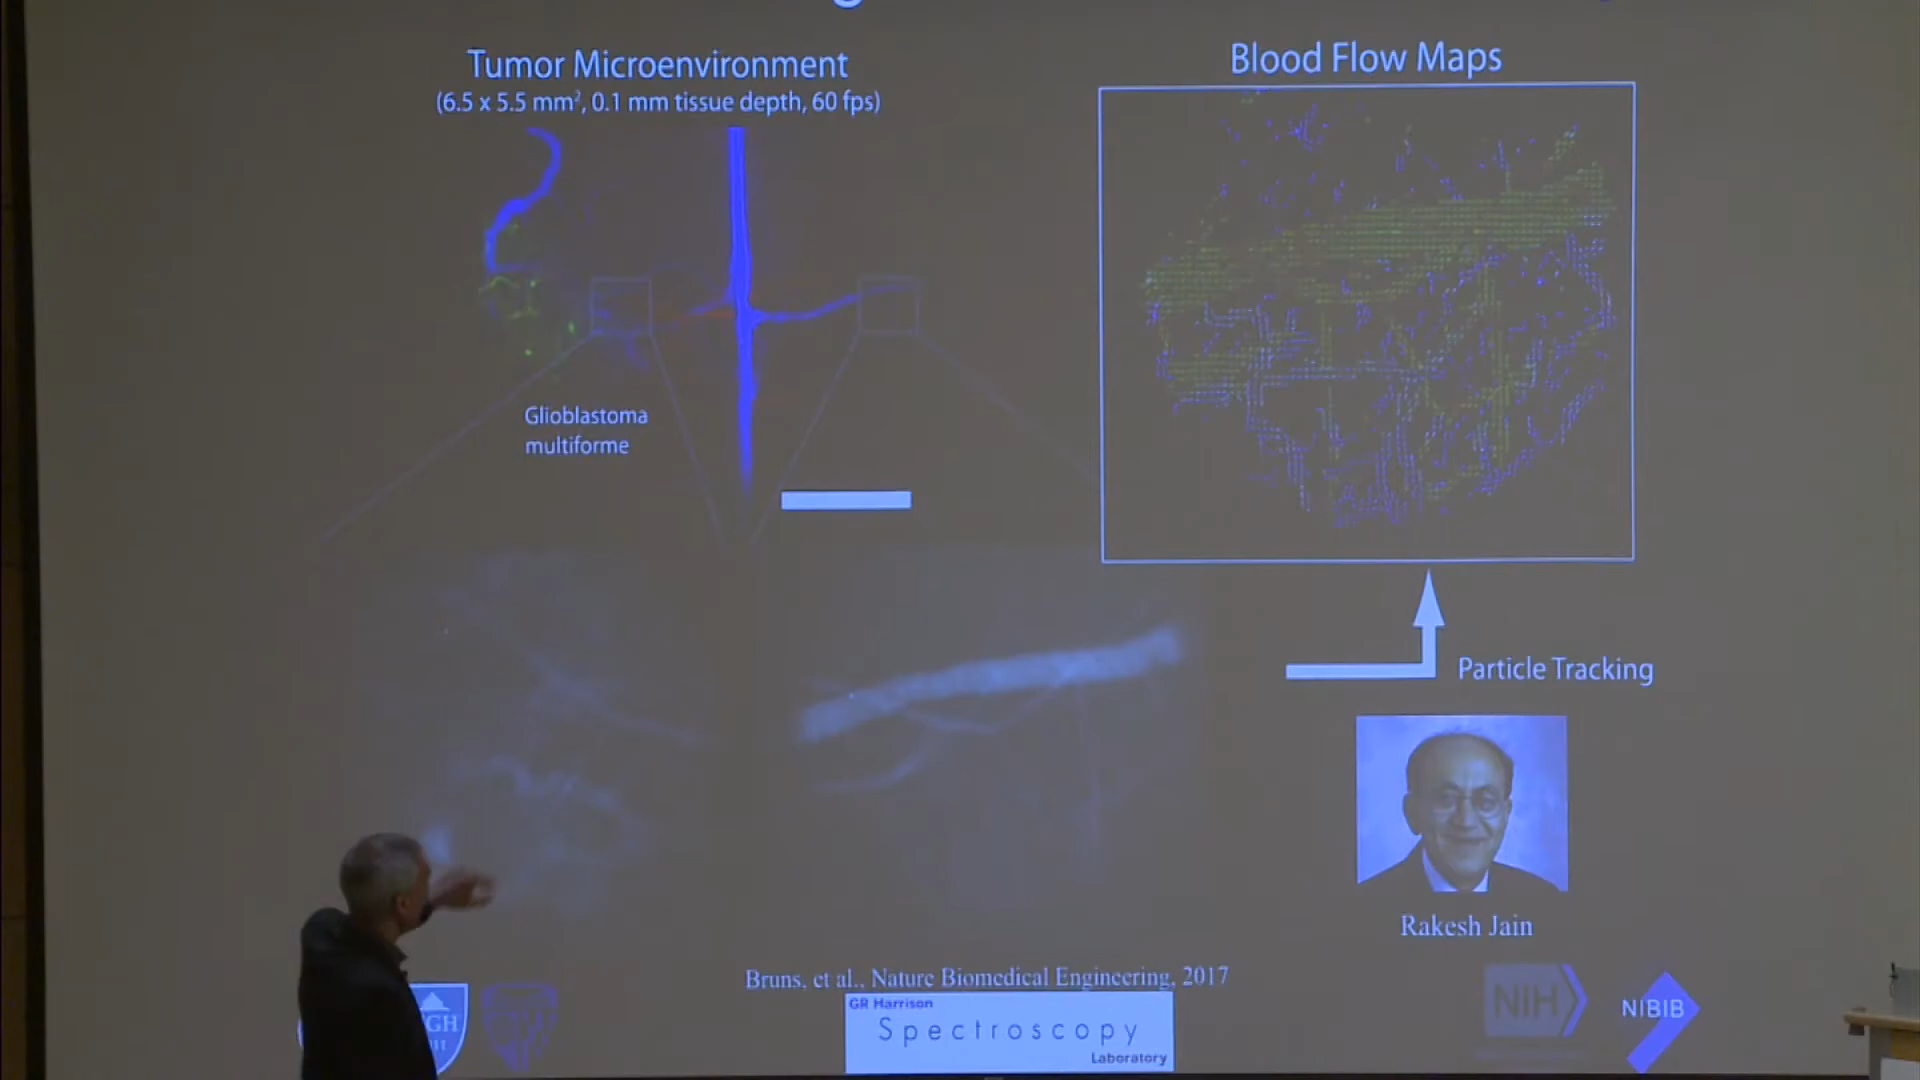 Tumor Microenvironment
(6.5 x 5.5 mm², 0.1 mm tissue depth, 60 fps)
Blood Flow Maps
Glioblastoma
multiforme
Particle Tracking
Rakesh Jain
Bruns, et al., Nature Biomedical Engineering, 2017
GR Harrison
Spectroscopy
Laboratory
GH
NIH
NIBIB